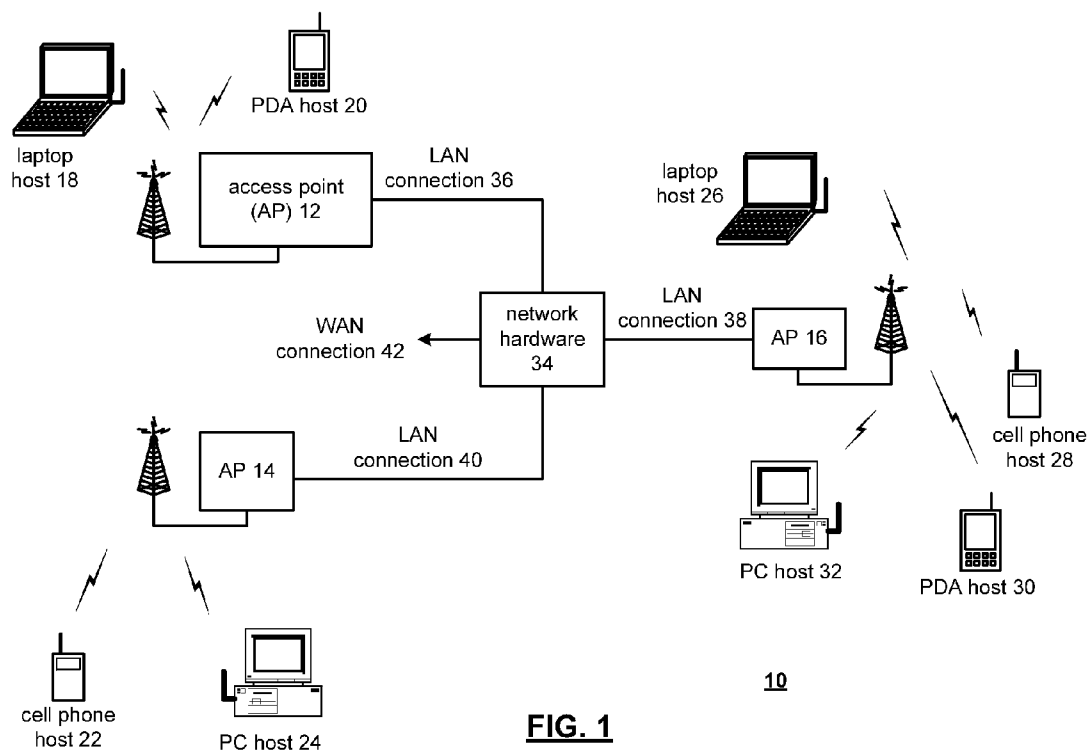 PDA host 20
laptop
host 18
access point
(AP) 12
LAN
connection 36
laptop
host 26
WAN
connection 42
network
hardware
34
LAN
connection 38
AP 16
cell phone
host 28
AP 14
LAN
connection 40
PC host 32
PDA host 30
cell phone
host 22
PC host 24
10
FIG. 1